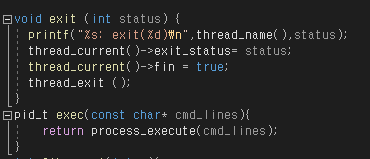 void exit (int status) {
printf("%s: exit(%d)₩n",thread_name(),status);
thread_current()->exit_status= status;
thread_current()->fin = true;
thread_exit ();
}
pid_t exec(const char* cmd_lines){
return process_execute(cmd_lines);
}